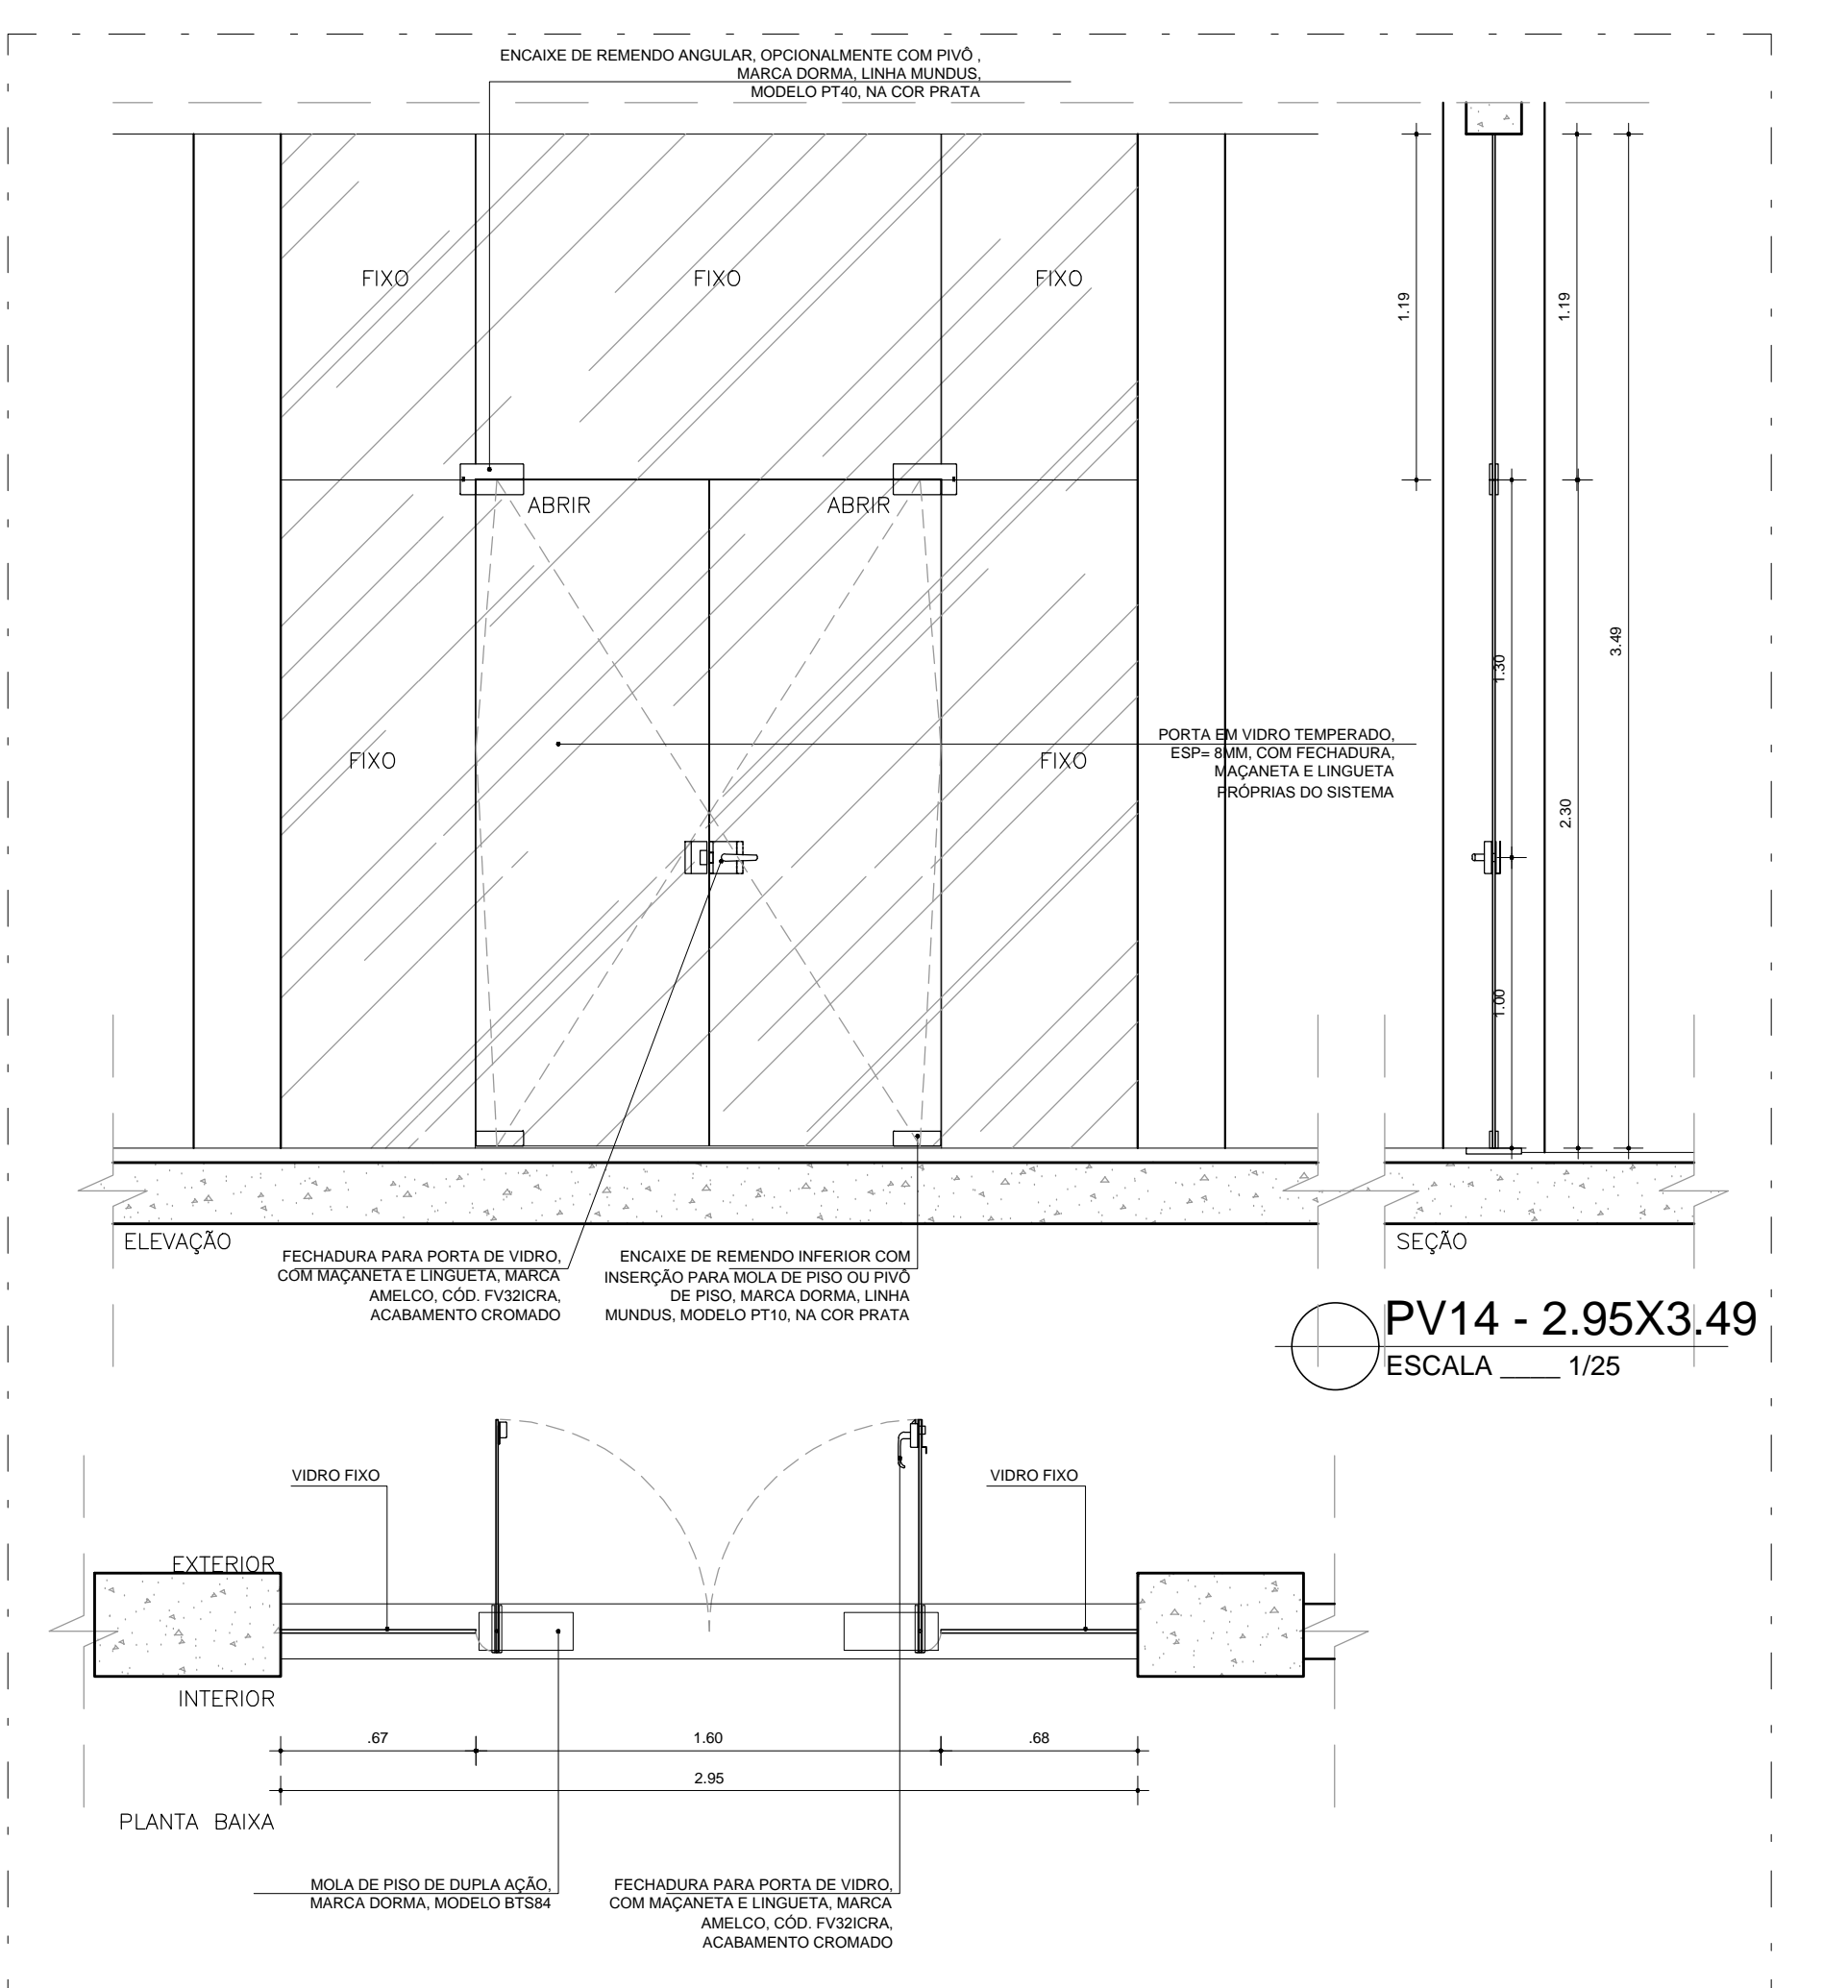 ENCAIXE DE REMENDO ANGULAR, OPCIONALMENTE COM PIVÔ ,
MARCA DORMA, LINHA MUNDUS,
MODELO PT40, NA COR PRATA
FIXO
FIXO
FIXO
1.19
1.19
ABRIR
ABRIR
3.49
1.30
PORTA EM VIDRO TEMPERADO,
ESP= 8MM, COM FECHADURA,
MAÇANETA E LINGUETA
PRÓPRIAS DO SISTEMA
FIXO
FIXO
2.30
1.00
ELEVAÇÃO
SEÇÃO
FECHADURA PARA PORTA DE VIDRO,
COM MAÇANETA E LINGUETA, MARCA
AMELCO, CÓD. FV32ICRA,
ACABAMENTO CROMADO
ENCAIXE DE REMENDO INFERIOR COM
INSERÇÃO PARA MOLA DE PISO OU PIVÔ
DE PISO, MARCA DORMA, LINHA
MUNDUS, MODELO PT10, NA COR PRATA
PV14 - 2.95X3.49
ESCALA ____ 1/25
VIDRO FIXO
VIDRO FIXO
EXTERIOR
INTERIOR
.67
1.60
.68
2.95
PLANTA BAIXA
MOLA DE PISO DE DUPLA AÇÃO,
MARCA DORMA, MODELO BTS84
FECHADURA PARA PORTA DE VIDRO,
COM MAÇANETA E LINGUETA, MARCA
AMELCO, CÓD. FV32ICRA,
ACABAMENTO CROMADO